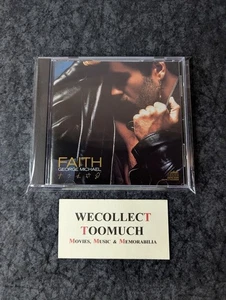 FAITH
GEORGE MICHAEL
WECOLLECT
TOOMUCH
MOVIES, MUSIC & MEMORABILIA